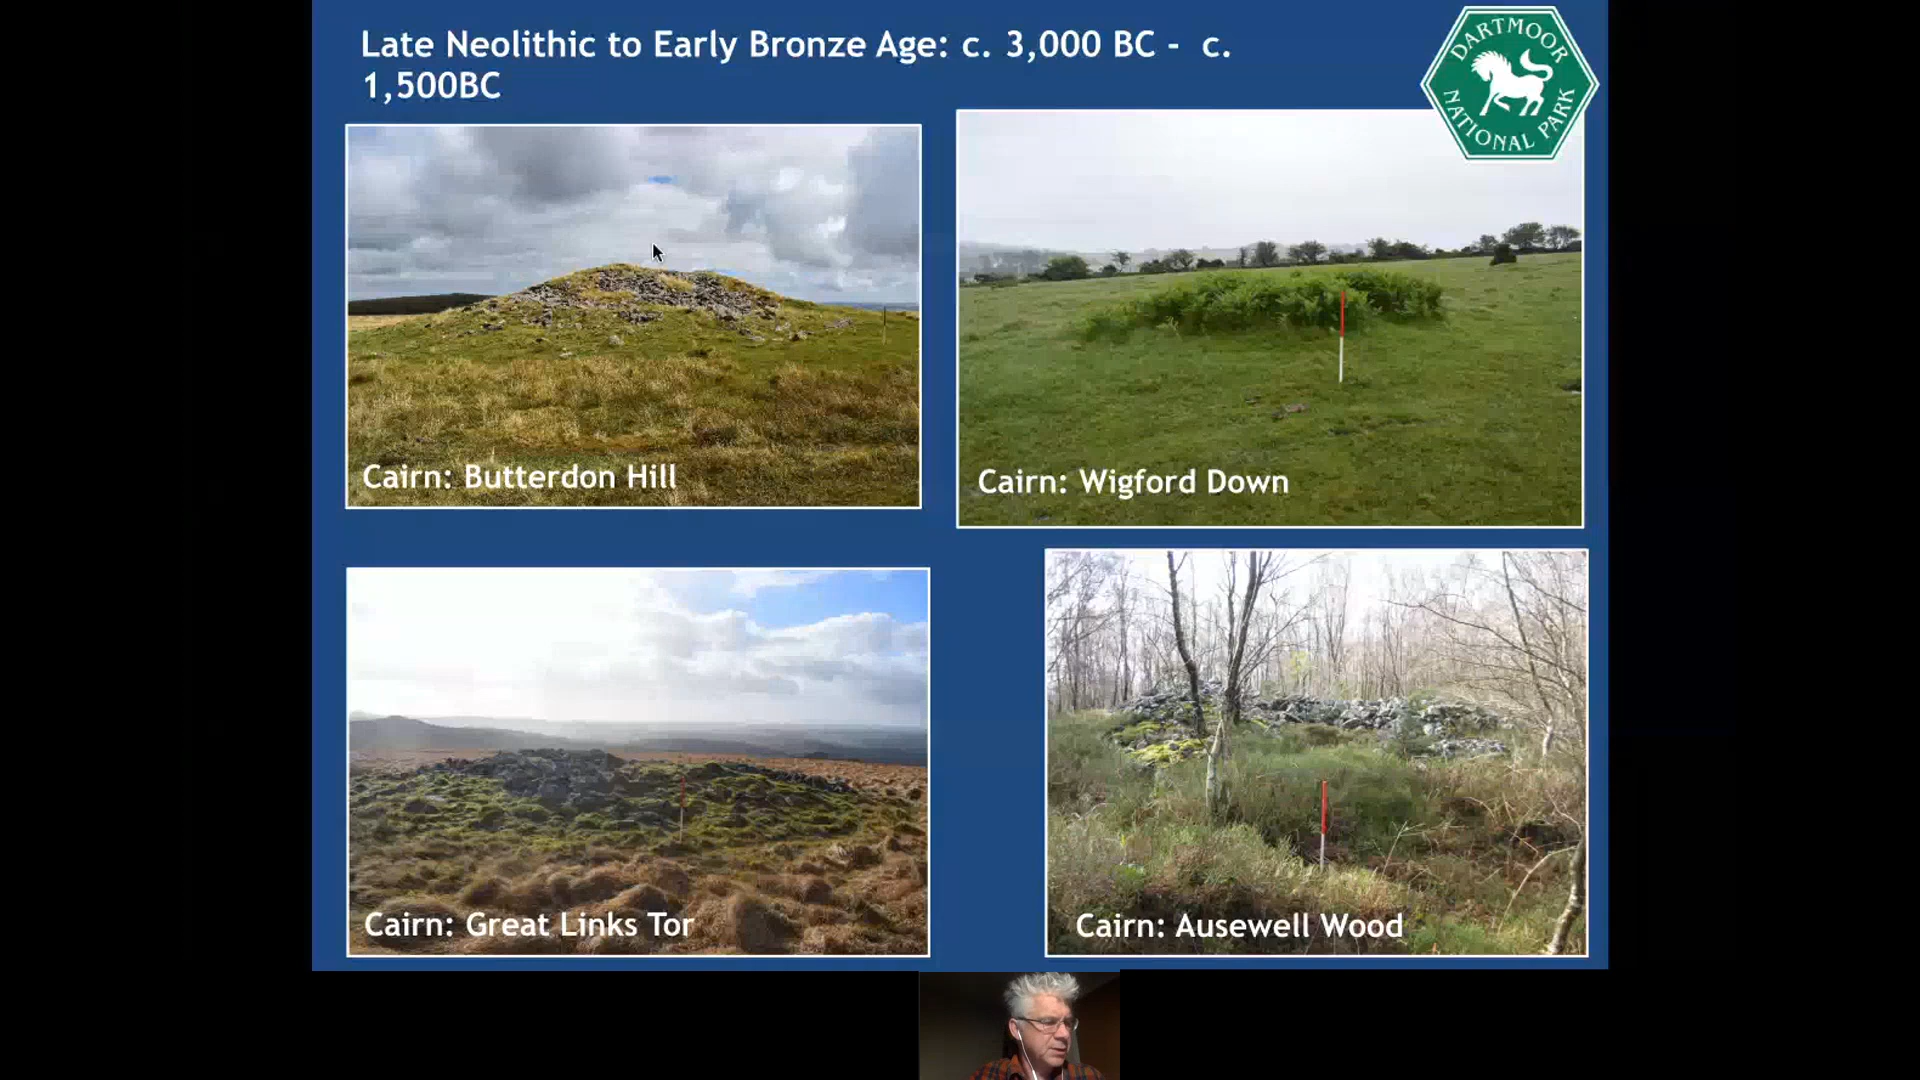 Late Neolithic to Early Bronze Age: c. 3,000 BC - c.
1,500BC
DARTMOOR
NATIONAL PARK
Cairn: Butterdon Hill
Cairn: Wigford Down
Cairn: Great Links Tor
Cairn: Ausewell Wood